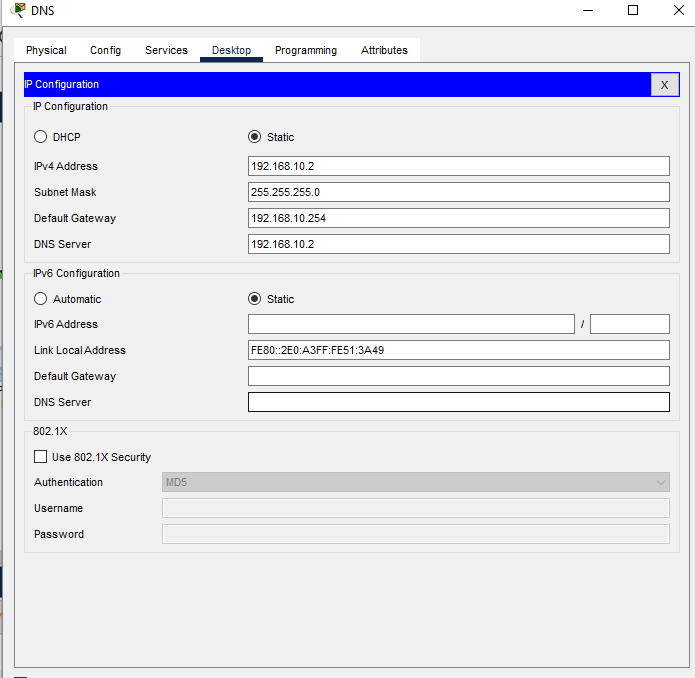 DNS
Physical Config Services Desktop Programming Attributes
IP Configuration X
IP Configuration
DHCP Static
IPv4 Address 192.168.10.2
Subnet Mask 255.255.255.0
Default Gateway 192.168.10.254
DNS Server 192.168.10.2
IPv6 Configuration
Automatic Static
IPv6 Address /
Link Local Address FE80::2E0:A3FF:FE51:3A49
Default Gateway
DNS Server
802.1X
Use 802.1X Security
Authentication MD5
Username
Password